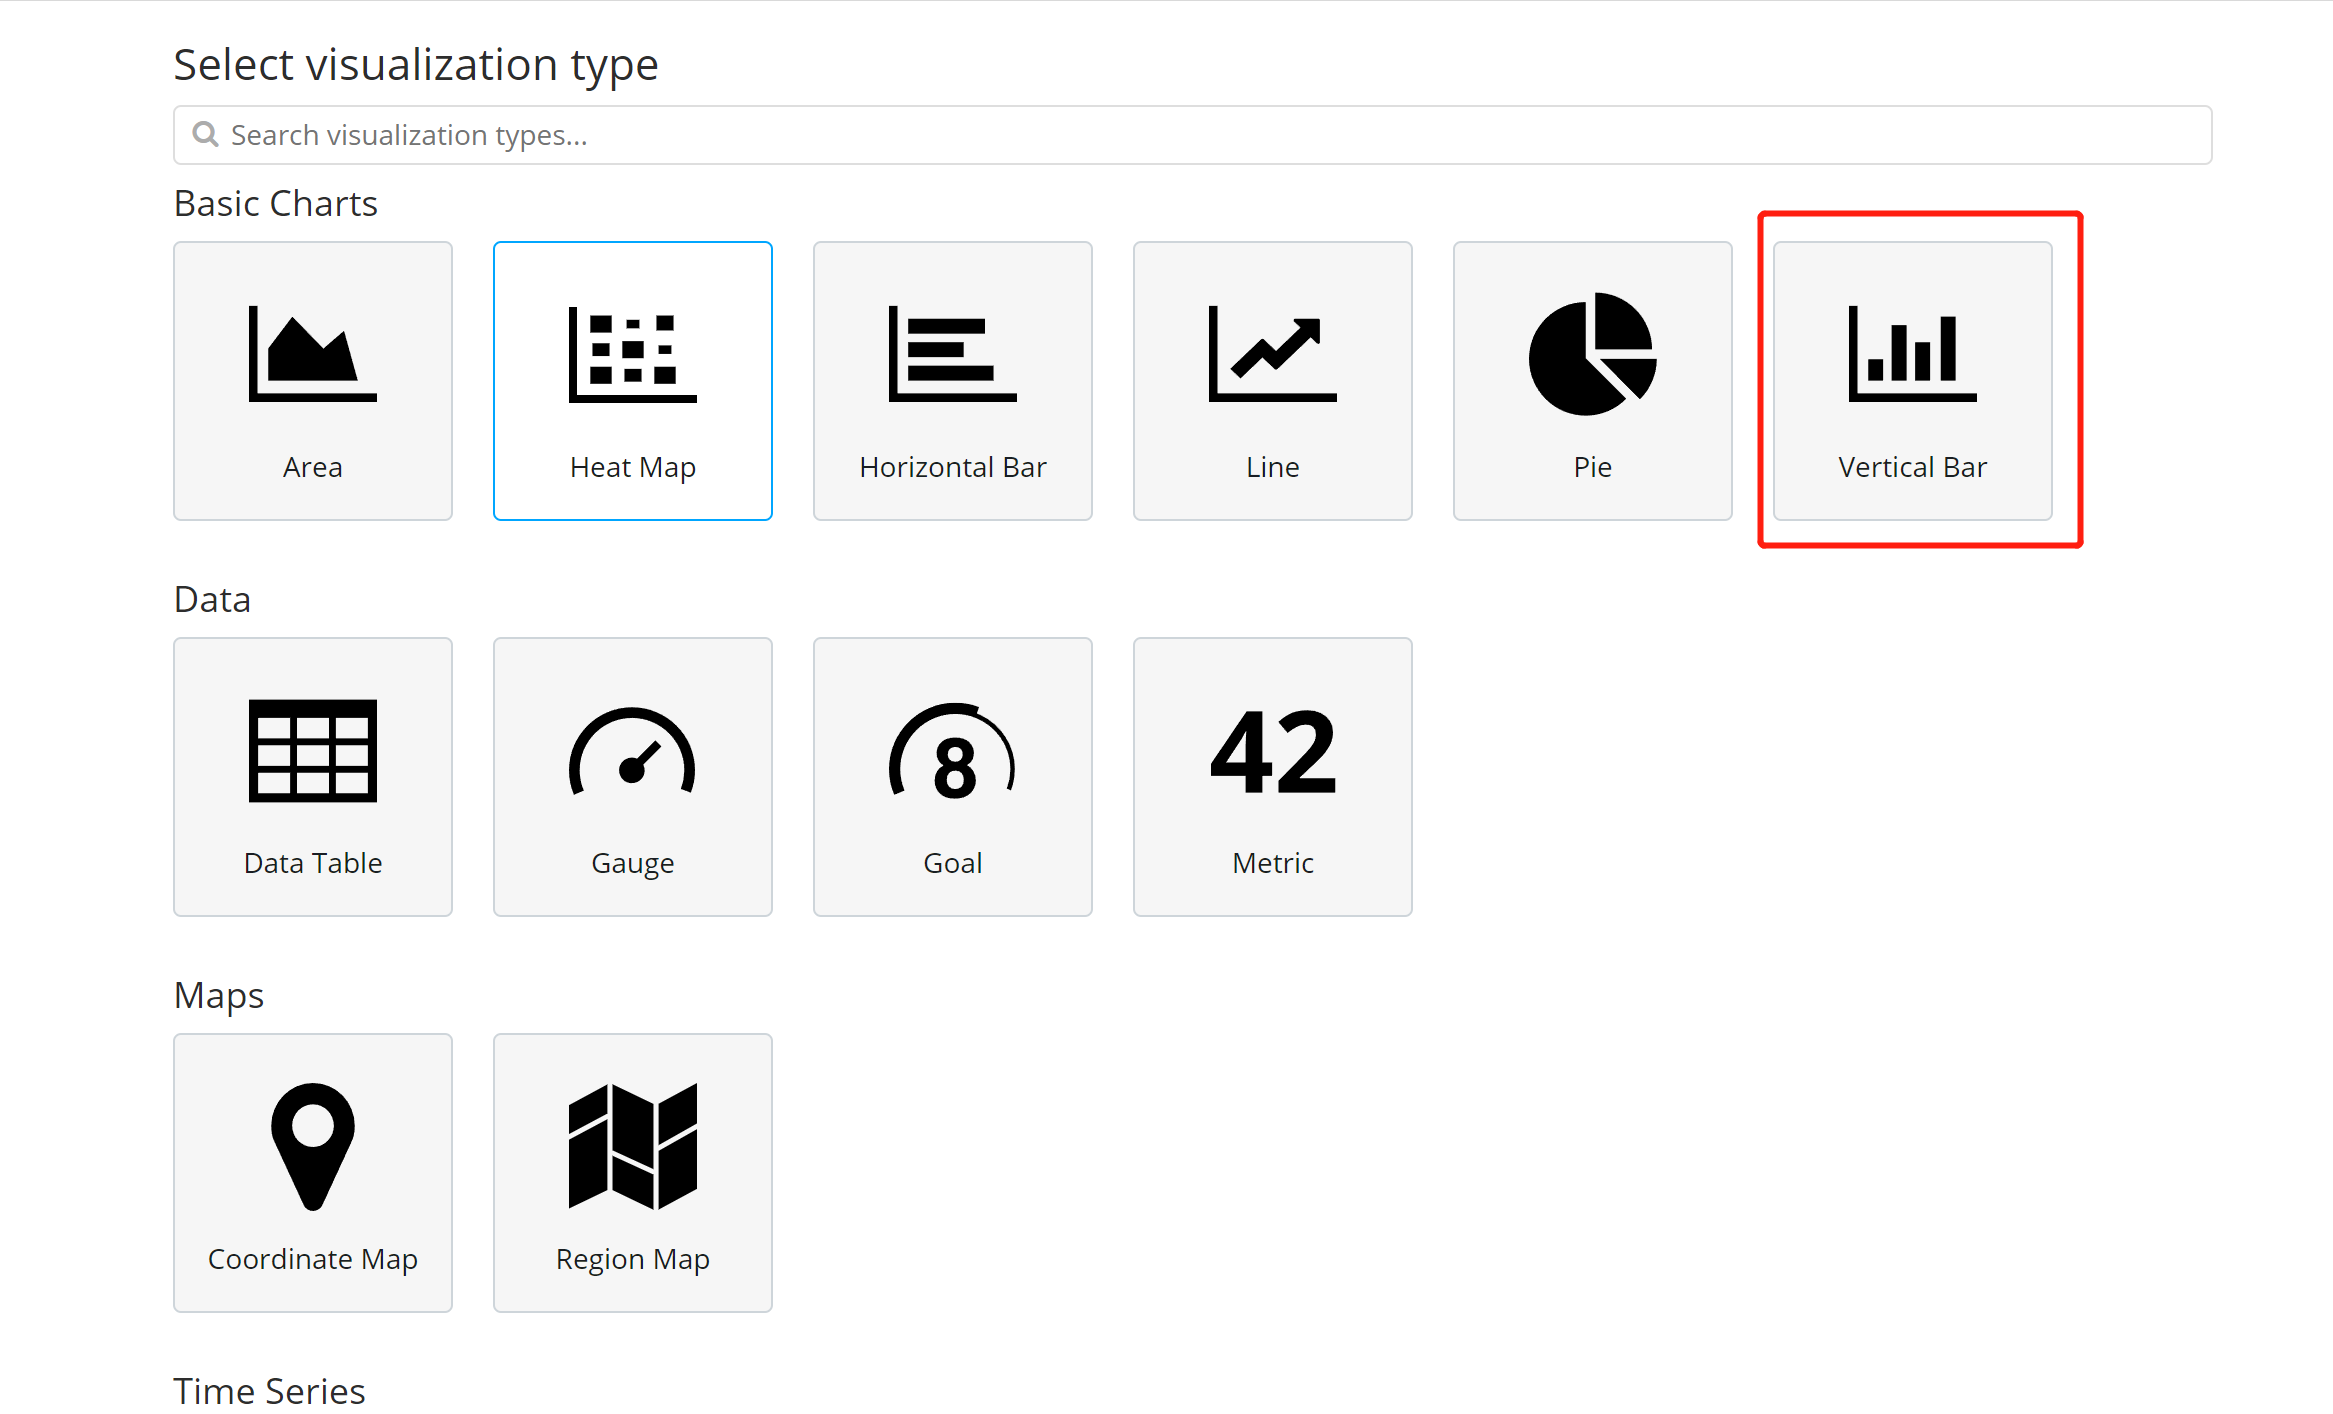 Select visualization type
Search visualization types...
Basic Charts
Area
Heat Map
Horizontal Bar
Line
Pie
Vertical Bar
Data
8
42
Data Table
Gauge
Goal
Metric
Maps
Coordinate Map
Region Map
Time Series